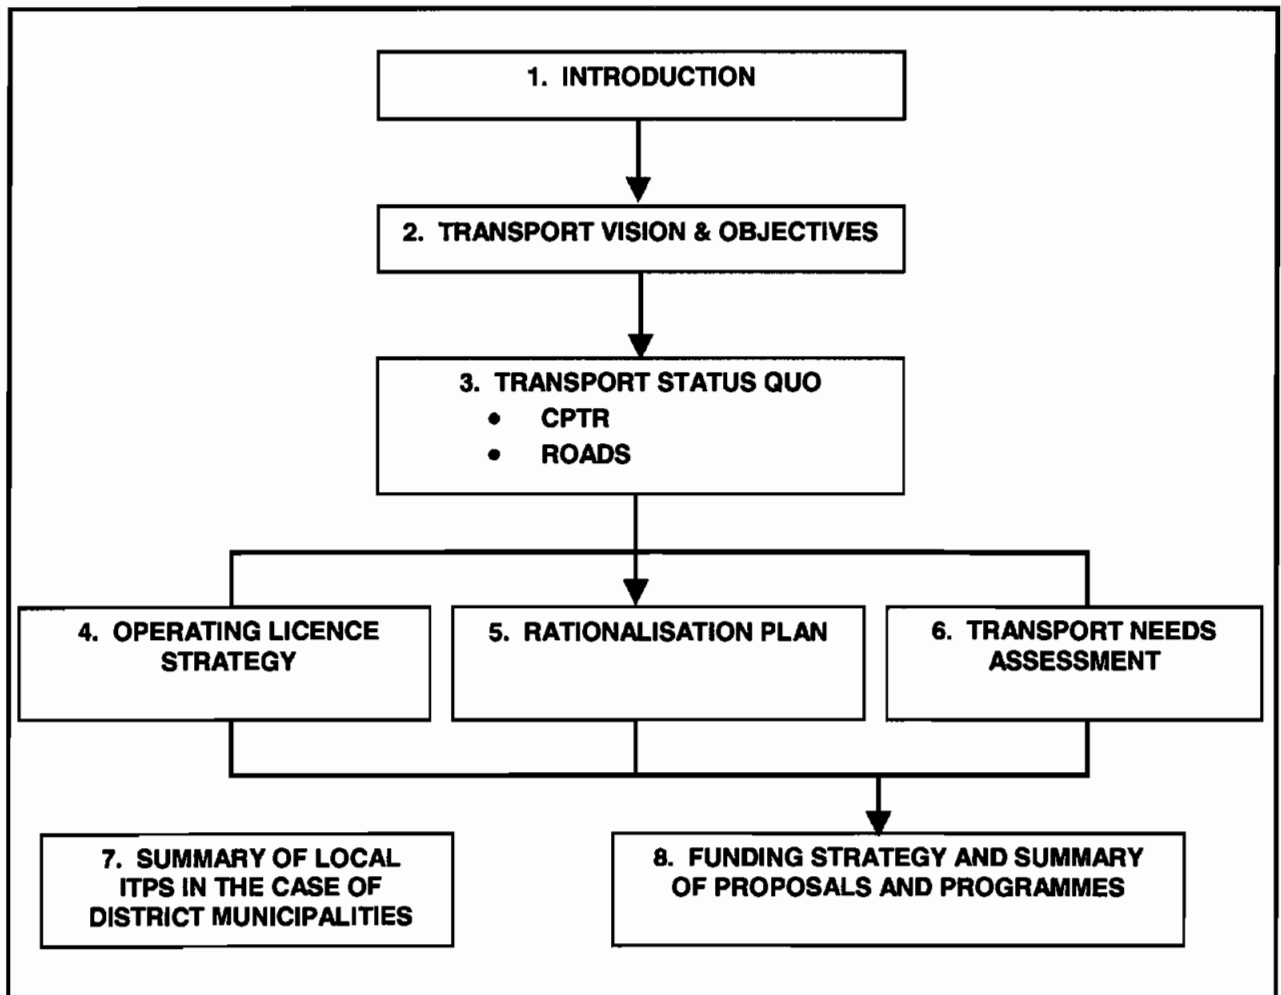 1. INTRODUCTION
2. TRANSPORT VISION & OBJECTIVES
3. TRANSPORT STATUS QUO
• CPTR
• ROADS
4. OPERATING LICENCE
STRATEGY
5. RATIONALISATION PLAN
6. TRANSPORT NEEDS
ASSESSMENT
7. SUMMARY OF LOCAL
ITPS IN THE CASE OF
DISTRICT MUNICIPALITIES
8. FUNDING STRATEGY AND SUMMARY
OF PROPOSALS AND PROGRAMMES